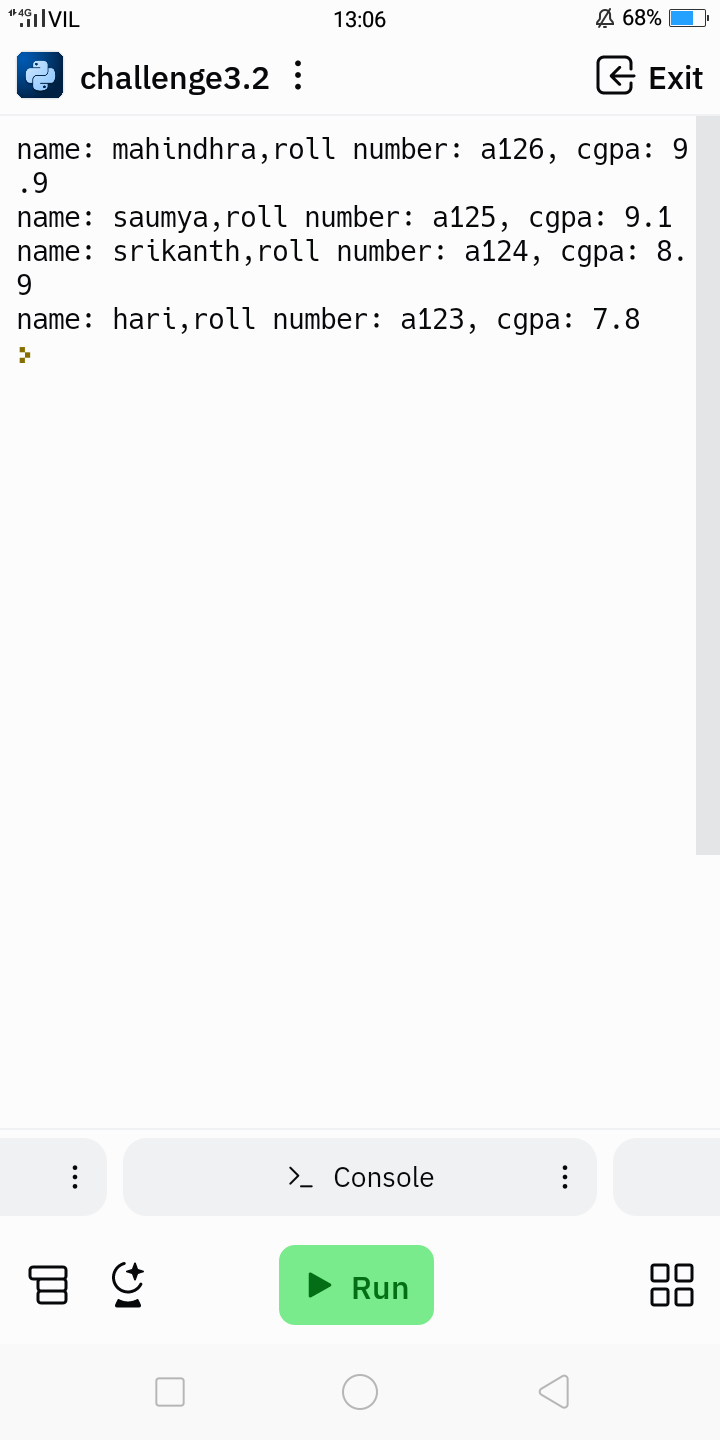 4G VIL 13:06 68%
challenge3.2 Exit
name: mahindhra,roll number: a126, cgpa: 9
.9
name: saumya,roll number: a125, cgpa: 9.1
name: srikanth,roll number: a124, cgpa: 8.
9
name: hari,roll number: a123, cgpa: 7.8
Console
Run